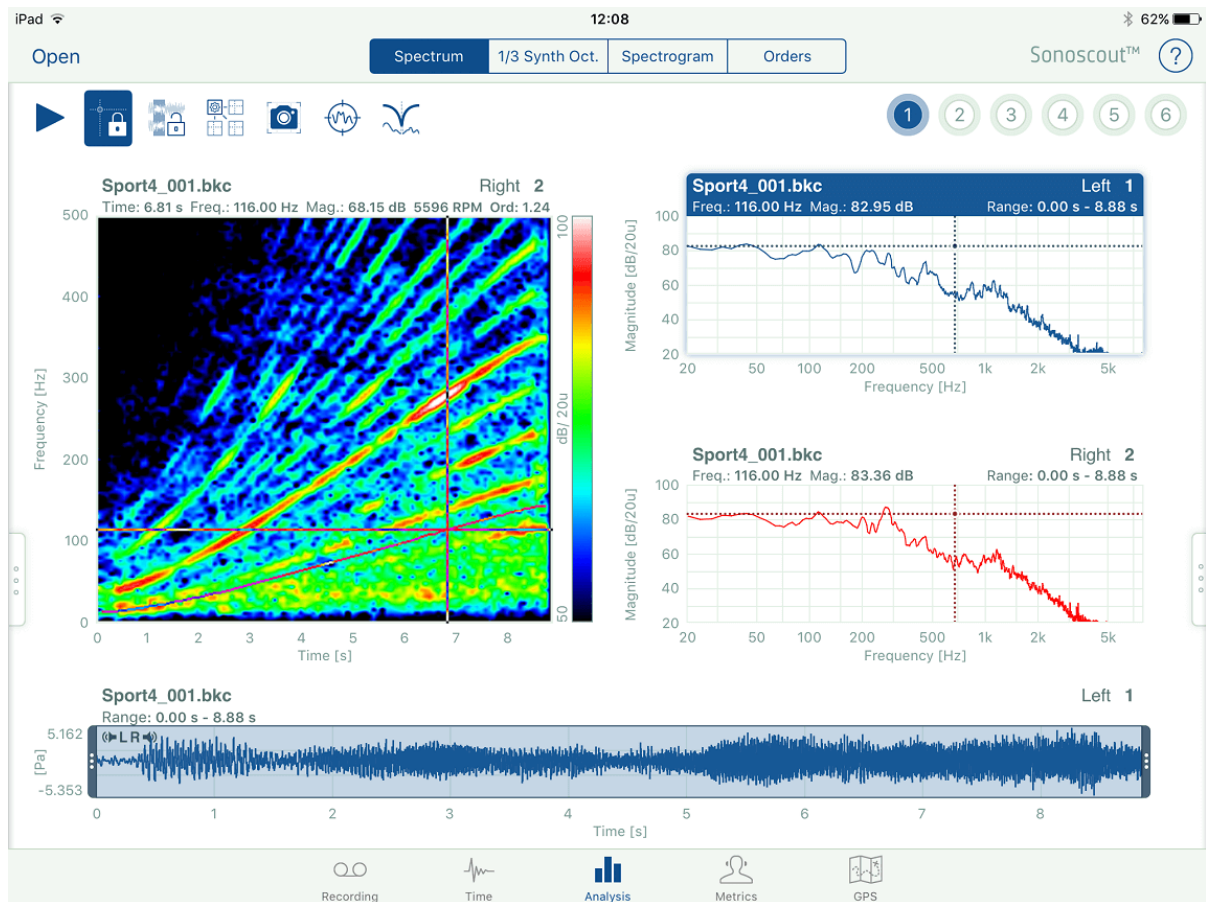 iPad 12:08 62%
Open Spectrum 1/3 Synth Oct. Spectrogram Orders Sonoscout™ ?
1 2 3 4 5 6
Sport4_001.bkc Right 2
Time: 6.81 s Freq.: 116.00 Hz Mag.: 68.15 dB 5596 RPM Ord: 1.24
500
400
300
200
100
0
Frequency [Hz]
0 1 2 3 4 5 6 7 8
Time [s]
100
dB/ 20u
50
Sport4_001.bkc Left 1
Freq.: 116.00 Hz Mag.: 82.95 dB Range: 0.00 s - 8.88 s
100
80
60
40
20
Magnitude [dB/20u]
20 50 100 200 500 1k 2k 5k
Frequency [Hz]
Sport4_001.bkc Right 2
Freq.: 116.00 Hz Mag.: 83.36 dB Range: 0.00 s - 8.88 s
100
80
60
40
20
Magnitude [dB/20u]
20 50 100 200 500 1k 2k 5k
Frequency [Hz]
Sport4_001.bkc Left 1
Range: 0.00 s - 8.88 s
5.162
[Pa]
-5.353
L R
0 1 2 3 4 5 6 7 8
Time [s]
Recording Time Analysis Metrics GPS